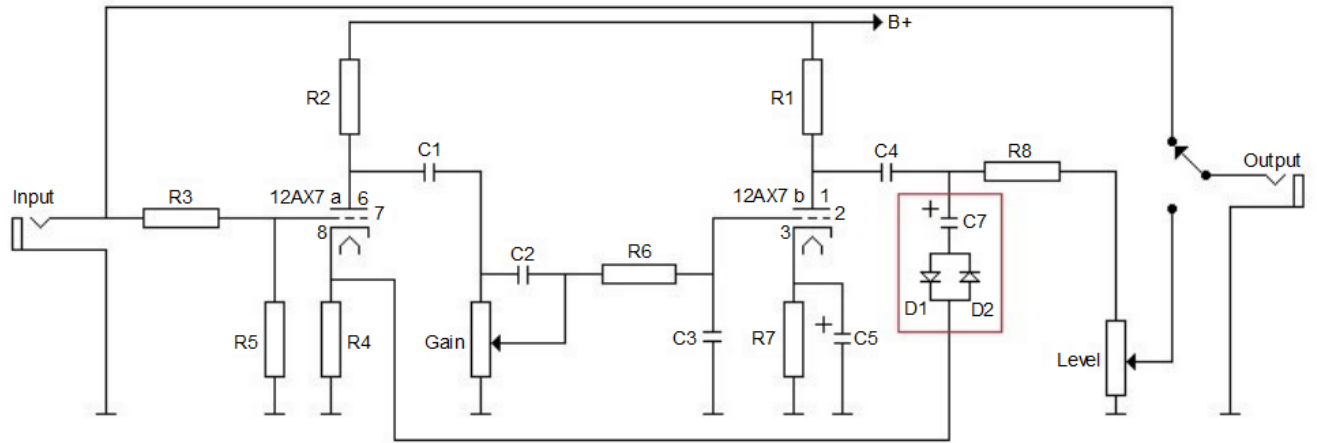 B+
R2
R1
C1
C4
R8
Output
Input
R3
12AX7 a 6
7
8
12AX7 b 1
2
3
+
C7
C2
R6
D1
D2
R5
R4
Gain
C3
R7
+
C5
Level